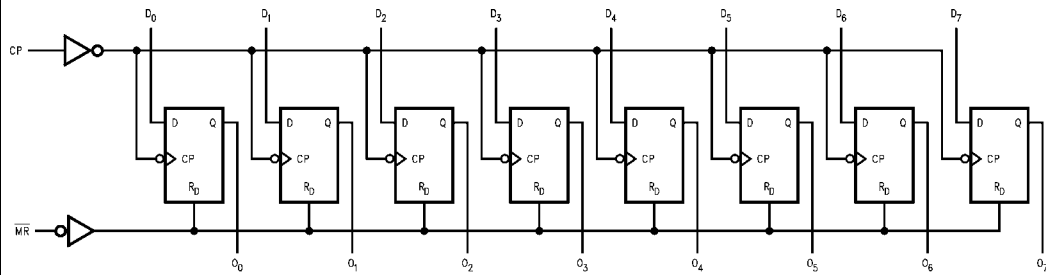 D0 D1 D2 D3 D4 D5 D6 D7
CP
D Q D Q D Q D Q D Q D Q D Q D Q
CP CP CP CP CP CP CP CP
RD RD RD RD RD RD RD RD
MR
O0 O1 O2 O3 O4 O5 O6 O7